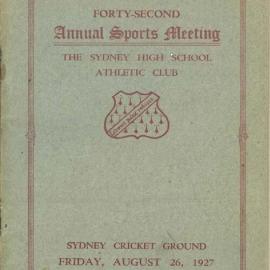 FORTY-SECOND
Annual Sports Meeting
THE SYDNEY HIGH SCHOOL
ATHLETIC CLUB
SYDNEY CRICKET GROUND
FRIDAY, AUGUST 26, 1927